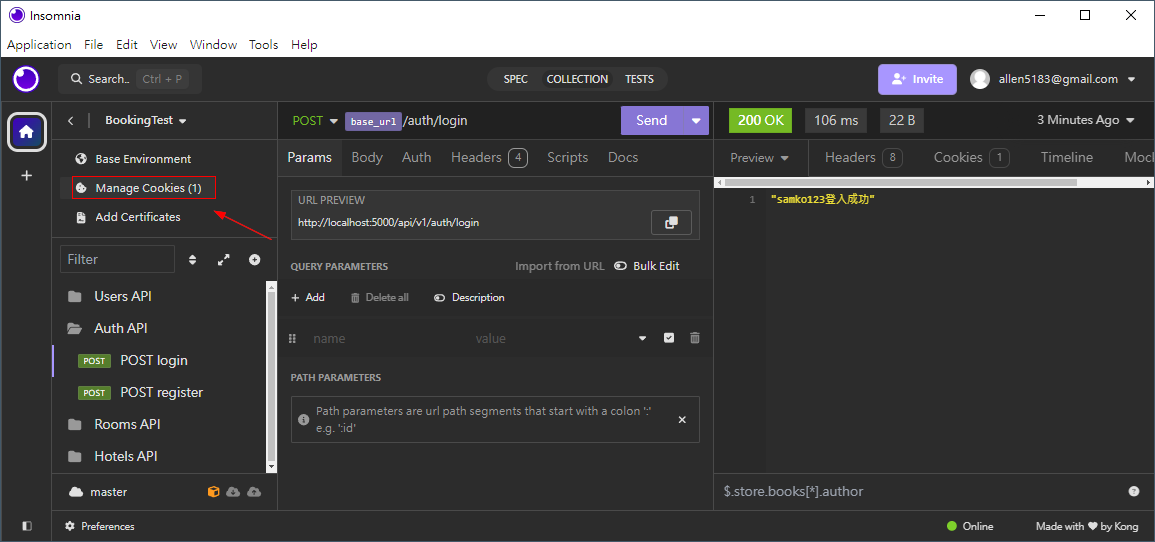 Insomnia
Application File Edit View Window Tools Help
Search.. Ctrl + P
SPEC COLLECTION TESTS
Invite
allen5183@gmail.com
BookingTest
Base Environment
Manage Cookies (1)
Add Certificates
Filter
Users API
Auth API
POST POST login
POST POST register
Rooms API
Hotels API
master
POST base_url/auth/login
Send
Params Body Auth Headers 4 Scripts Docs
URL PREVIEW
http://localhost:5000/api/v1/auth/login
QUERY PARAMETERS Import from URL Bulk Edit
+ Add Delete all Description
name value
PATH PARAMETERS
Path parameters are url path segments that start with a colon ':'
e.g. ':id'
200 OK 106 ms 22 B 3 Minutes Ago
Preview Headers 8 Cookies 1 Timeline Moc
1 "samko123登入成功"
$.store.books[*].author
Preferences
Online Made with ❤ by Kong